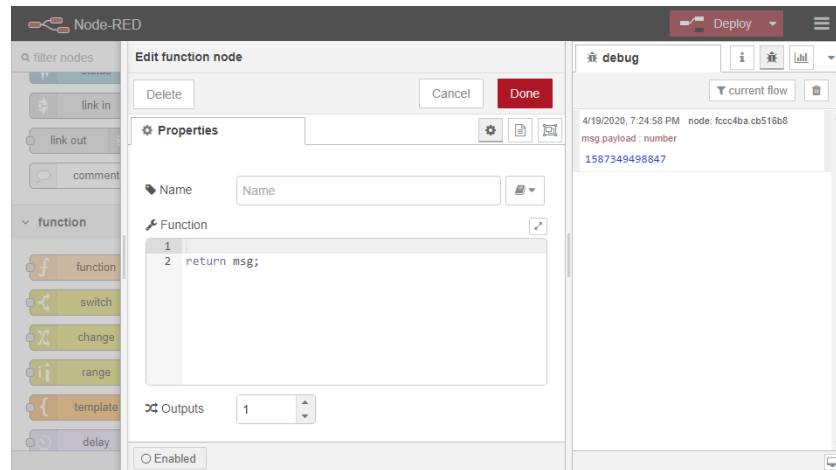 Node-RED
Deploy
filter nodes
Edit function node
debug
i
Delete
Cancel
Done
current flow
link in
link out
comment
Properties
4/19/2020, 7:24:58 PM node: fccc4ba.cb516b8
msg.payload : number
1587349498847
Name
Name
function
Function
1
2 return msg;
function
switch
change
range
template
delay
Outputs
1
Enabled